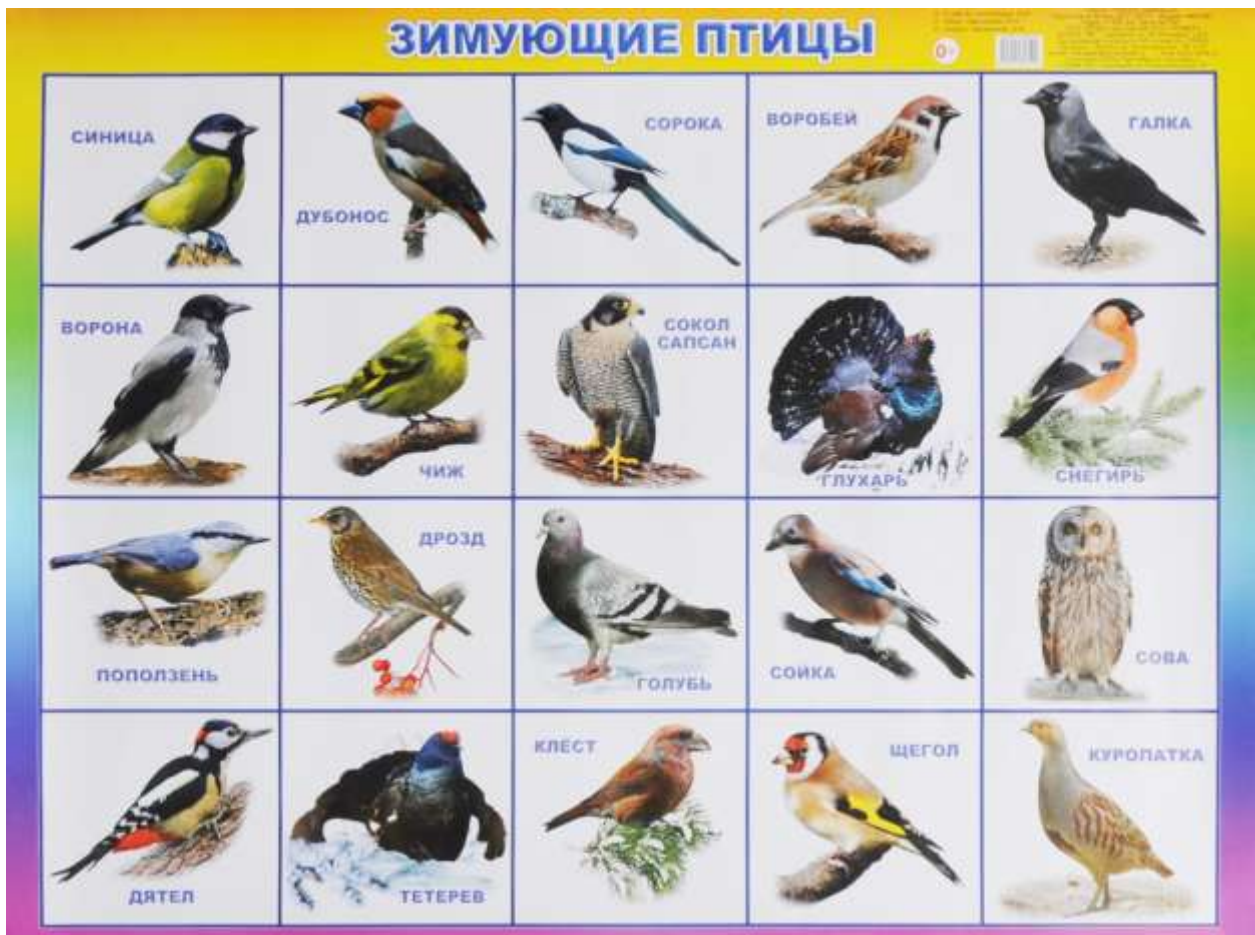 ЗИМУЮЩИЕ ПТИЦЫ
0+
СИНИЦА
ДУБОНОС
СОРОКА
ВОРОБЕЙ
ГАЛКА
ВОРОНА
ЧИЖ
СОКОЛ
САПСАН
ГЛУХАРЬ
СНЕГИРЬ
ПОПОЛЗЕНЬ
ДРОЗД
ГОЛУБЬ
СОЙКА
СОВА
ДЯТЕЛ
ТЕТЕРЕВ
КЛЁСТ
ЩЕГОЛ
КУРОПАТКА